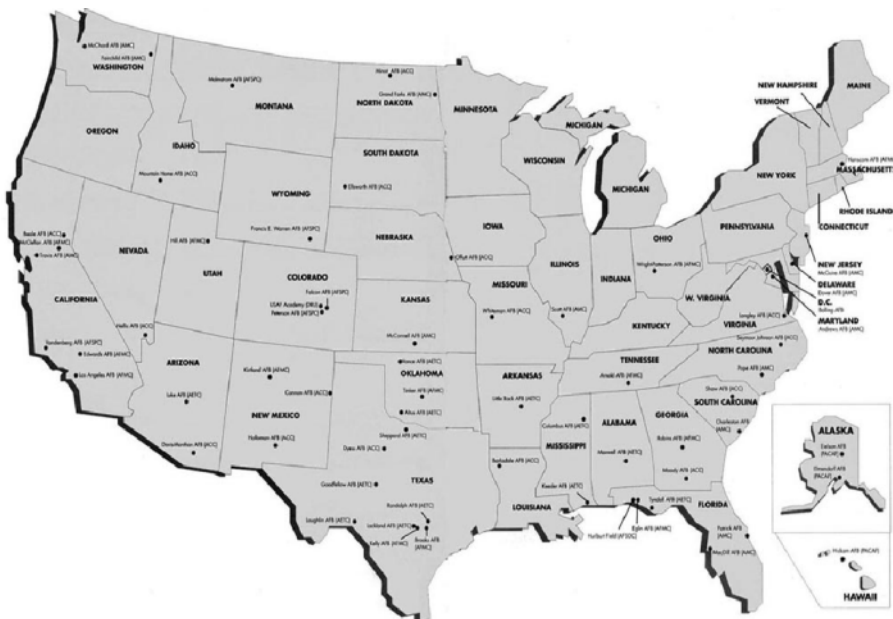 McChord AFB (AMC)
Fairchild AFB (AMC)
WASHINGTON
OREGON
IDAHO
Mountain Home AFB (ACC)
Malmstrom AFB (AFSPC)
MONTANA
Minot AFB (ACC)
Grand Forks AFB (AMC)
NORTH DAKOTA
SOUTH DAKOTA
Ellsworth AFB (ACC)
WYOMING
Francis E. Warren AFB (AFSPC)
NEBRASKA
Offutt AFB (ACC)
MINNESOTA
WISCONSIN
MICHIGAN
MICHIGAN
IOWA
ILLINOIS
Scott AFB (AMC)
INDIANA
OHIO
Wright-Patterson AFB (AFMC)
PENNSYLVANIA
NEW YORK
VERMONT
NEW HAMPSHIRE
MAINE
Hanscom AFB (AFMC)
MASSACHUSETTS
RHODE ISLAND
CONNECTICUT
NEW JERSEY
McGuire AFB (AMC)
DELAWARE
Dover AFB (AMC)
D.C.
Bolling AFB
MARYLAND
Andrews AFB (AMC)
W. VIRGINIA
VIRGINIA
Langley AFB (ACC)
Seymour Johnson AFB (ACC)
NORTH CAROLINA
Pope AFB (AMC)
Shaw AFB (ACC)
SOUTH CAROLINA
Charleston AFB
(AMC)
KENTUCKY
TENNESSEE
Arnold AFB (AFMC)
Beale AFB (ACC)
McClellan AFB (AFMC)
Travis AFB (AMC)
CALIFORNIA
Vandenberg AFB (AFSPC)
Edwards AFB (AFMC)
Los Angeles AFB (AFMC)
NEVADA
Nellis AFB (ACC)
UTAH
Hill AFB (AFMC)
COLORADO
Falcon AFB (AFSPC)
USAF Academy (DRU)
Peterson AFB (AFSPC)
KANSAS
McConnell AFB (AMC)
MISSOURI
Whiteman AFB (ACC)
ARIZONA
Luke AFB (AETC)
Davis-Monthan AFB (ACC)
NEW MEXICO
Kirtland AFB (AFMC)
Cannon AFB (ACC)
Holloman AFB (ACC)
Vance AFB (AETC)
OKLAHOMA
Tinker AFB (AFMC)
Altus AFB (AETC)
Sheppard AFB (AETC)
Dyess AFB (ACC)
TEXAS
Goodfellow AFB (AETC)
Randolph AFB (AETC)
Laughlin AFB (AETC)
Lackland AFB (AETC)
Kelly AFB (AFMC)
Brooks AFB
(AFMC)
ARKANSAS
Little Rock AFB (AETC)
LOUISIANA
Barksdale AFB (ACC)
MISSISSIPPI
Columbus AFB (AETC)
Keesler AFB (AETC)
ALABAMA
Maxwell AFB (AETC)
GEORGIA
Robins AFB (AFMC)
Moody AFB (ACC)
FLORIDA
Tyndall AFB (AETC)
Eglin AFB (AFMC)
Hurlburt Field (AFSOC)
Patrick AFB
MacDill AFB (AMC)
ALASKA
Eielson AFB
(PACAF)
Elmendorf AFB
(PACAF)
Hickam AFB (PACAF)
HAWAII